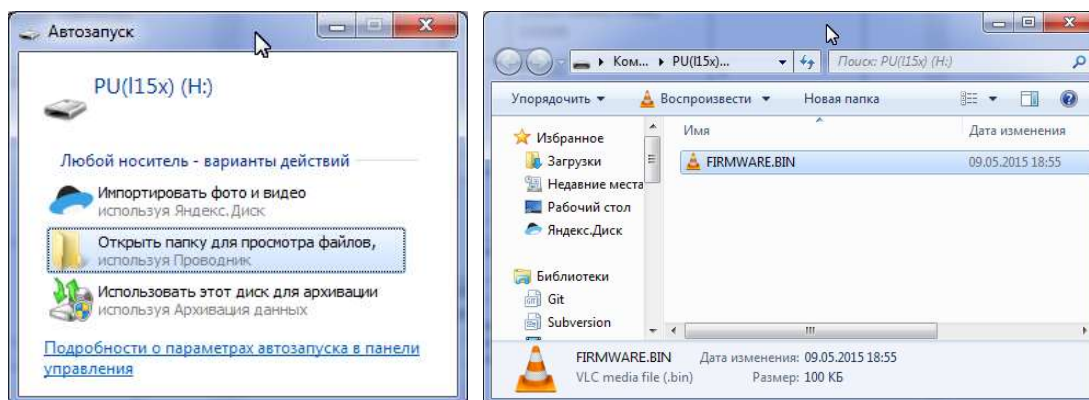 Автозапуск
PU(l15x) (H:)
Любой носитель - варианты действий
Импортировать фото и видео
используя Яндекс.Диск
Открыть папку для просмотра файлов,
используя Проводник
Использовать этот диск для архивации
используя Архивация данных
Подробности о параметрах автозапуска в панели
управления
Ком... PU(l15x)... Поиск: PU(l15x) (H:)
Упорядочить Воспроизвести Новая папка
Избранное
Загрузки
Недавние места
Рабочий стол
Яндекс.Диск
Библиотеки
Git
Subversion
Имя Дата изменения
FIRMWARE.BIN 09.05.2015 18:55
FIRMWARE.BIN Дата изменения: 09.05.2015 18:55
VLC media file (.bin) Размер: 100 КБ